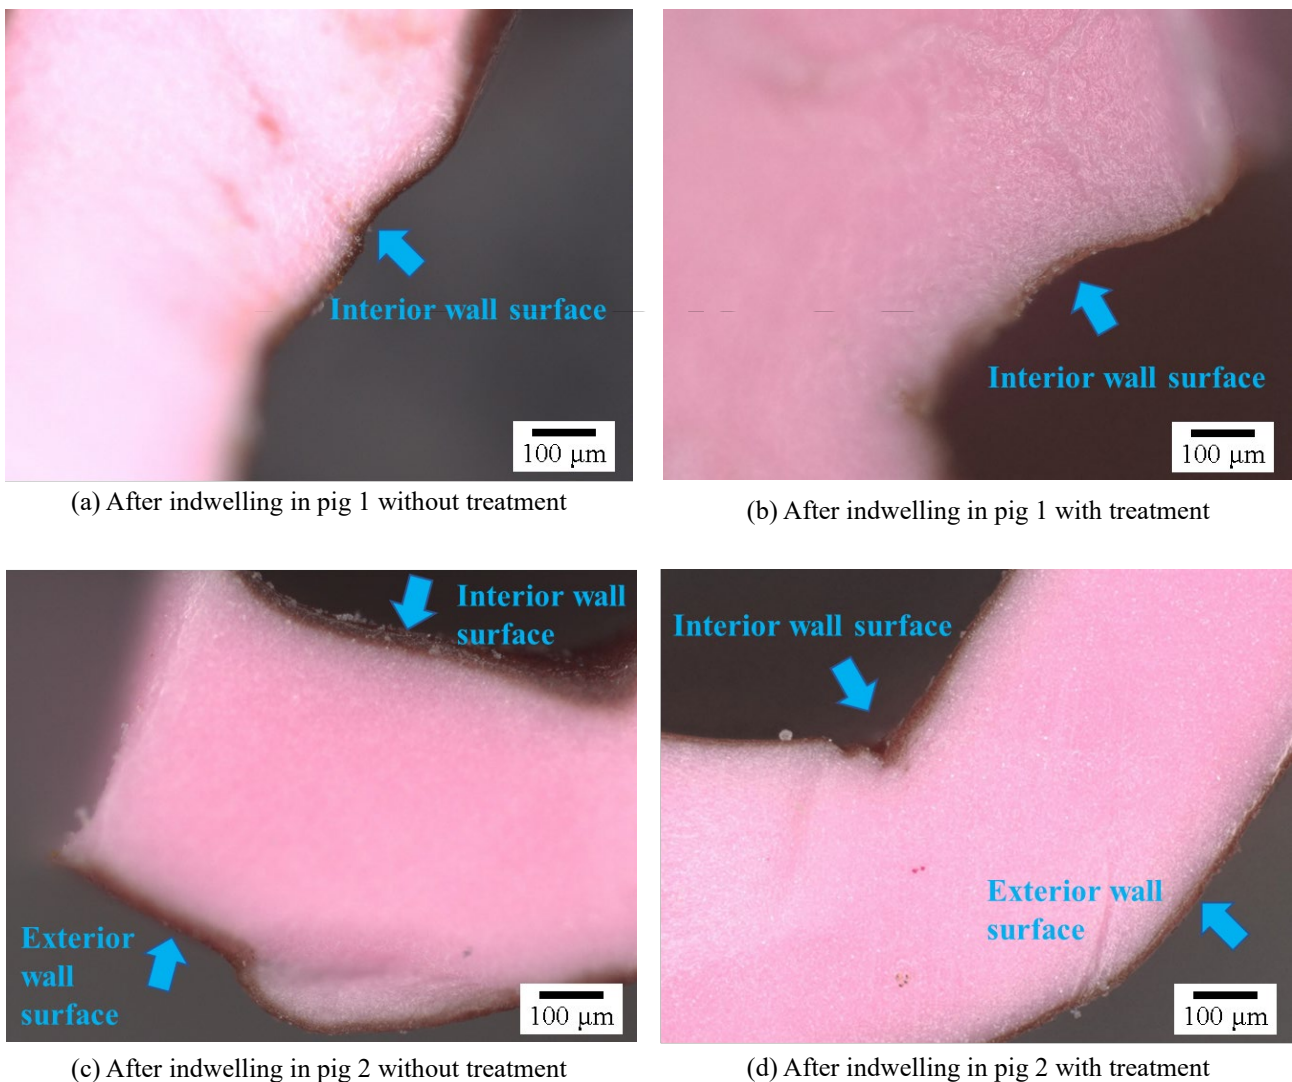 Interior wall surface
100 μm
(a) After indwelling in pig 1 without treatment
Interior wall surface
100 μm
(b) After indwelling in pig 1 with treatment
Interior wall
surface
Exterior
wall
surface
100 μm
(c) After indwelling in pig 2 without treatment
Interior wall surface
Exterior wall
surface
100 μm
(d) After indwelling in pig 2 with treatment